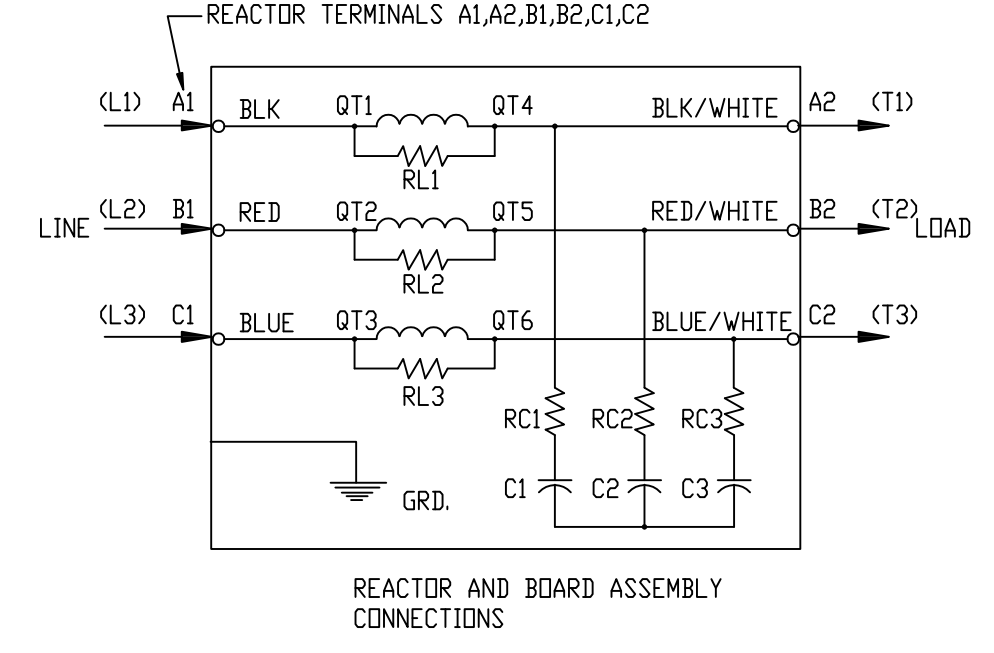 REACTOR TERMINALS A1,A2,B1,B2,C1,C2
(L1) A1 BLK QT1 QT4 BLK/WHITE A2 (T1)
RL1
LINE (L2) B1 RED QT2 QT5 RED/WHITE B2 (T2) LOAD
RL2
(L3) C1 BLUE QT3 QT6 BLUE/WHITE C2 (T3)
RL3
RC1 RC2 RC3
GRD. C1 C2 C3
REACTOR AND BOARD ASSEMBLY
CONNECTIONS